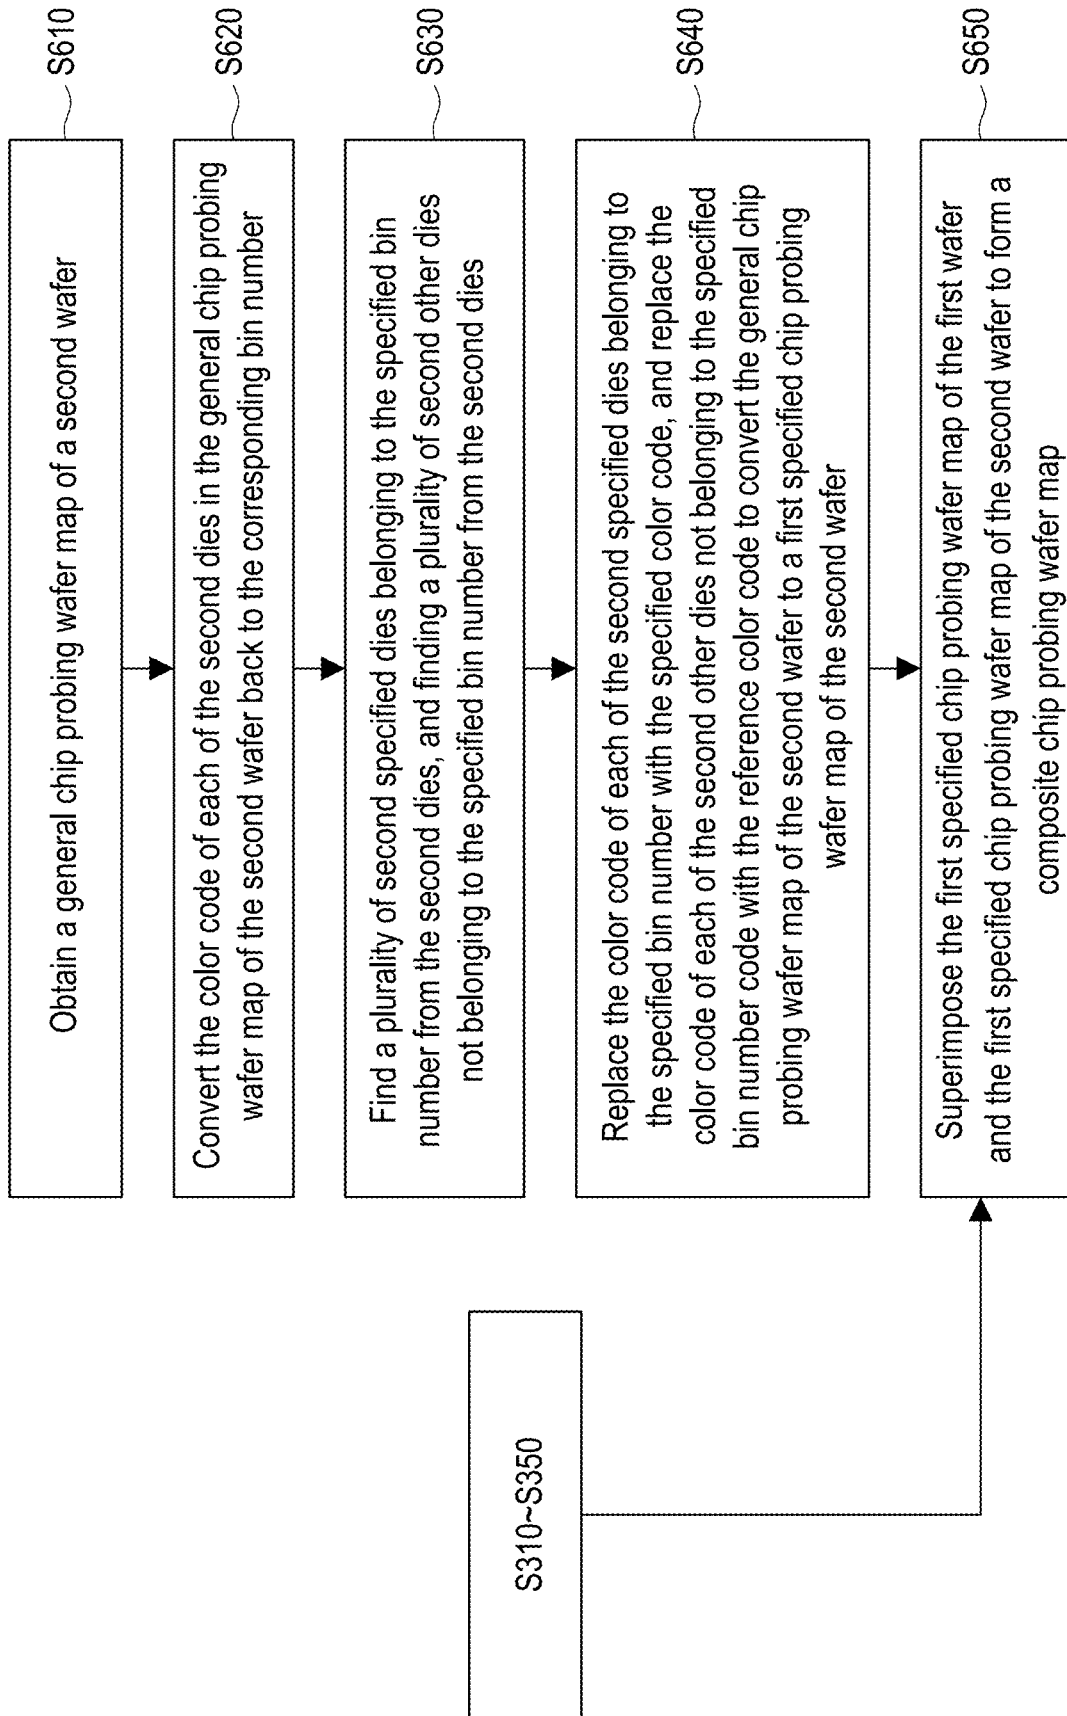 Obtain a general chip probing wafer map of a second wafer
S610
Convert the color code of each of the second dies in the general chip probing
wafer map of the second wafer back to the corresponding bin number
S620
Find a plurality of second specified dies belonging to the specified bin
number from the second dies, and finding a plurality of second other dies
not belonging to the specified bin number from the second dies
S630
Replace the color code of each of the second specified dies belonging to
the specified bin number with the specified color code, and replace the
color code of each of the second other dies not belonging to the specified
bin number code with the reference color code to convert the general chip
probing wafer map of the second wafer to a first specified chip probing
wafer map of the second wafer
S640
S310~S350
Superimpose the first specified chip probing wafer map of the first wafer
and the first specified chip probing wafer map of the second wafer to form a
composite chip probing wafer map
S650